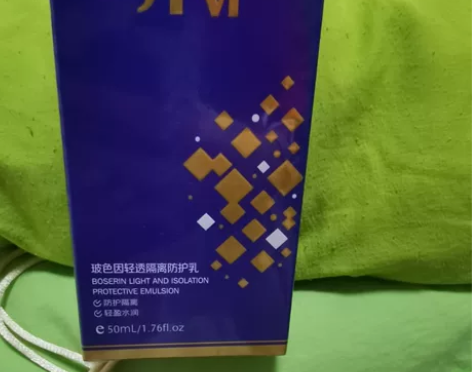 玻色因轻透隔离防护乳
BOSERIN LIGHT AND ISOLATION
PROTECTIVE EMULSION
防护隔离
轻盈水润
e 50mL/1.76fl.oz